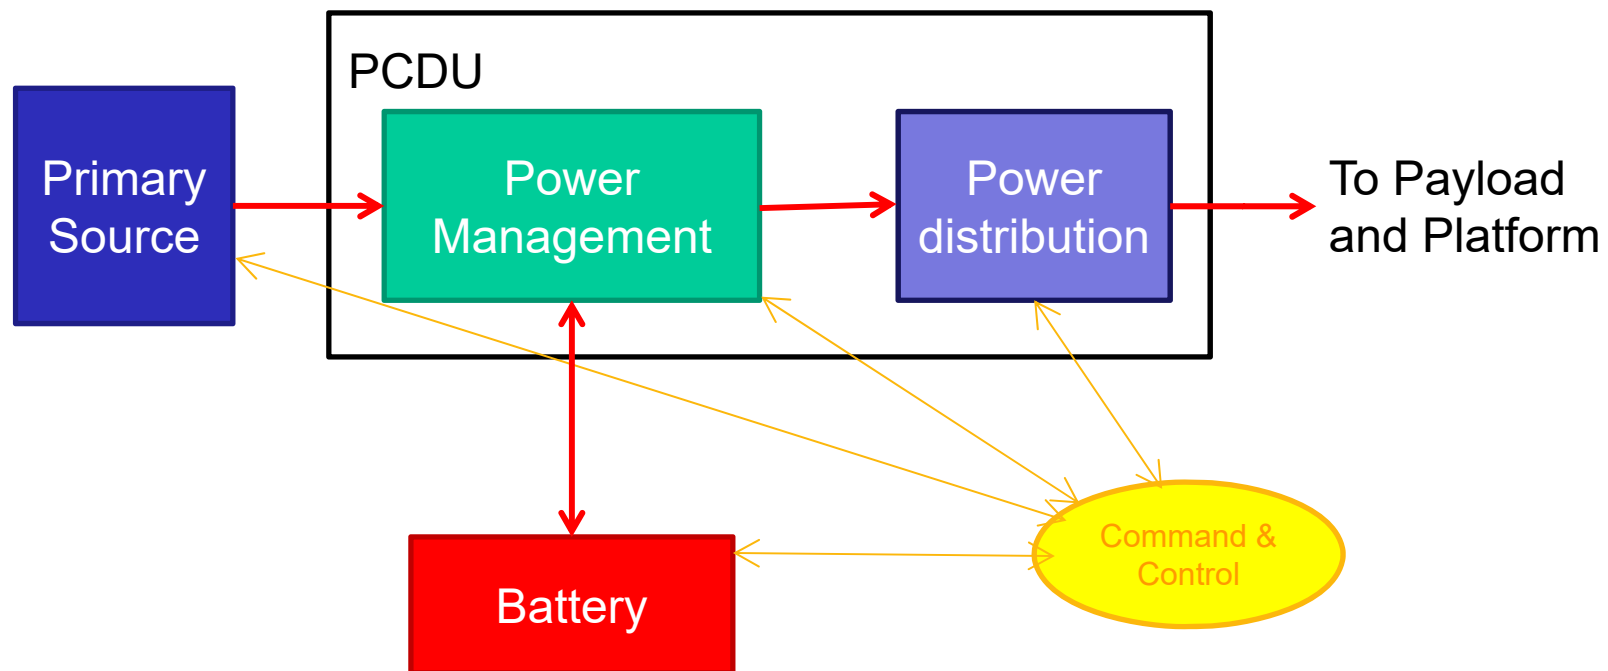 PCDU
Primary
Source
Power
Management
Power
distribution
To Payload
and Platform
Command &
Control
Battery